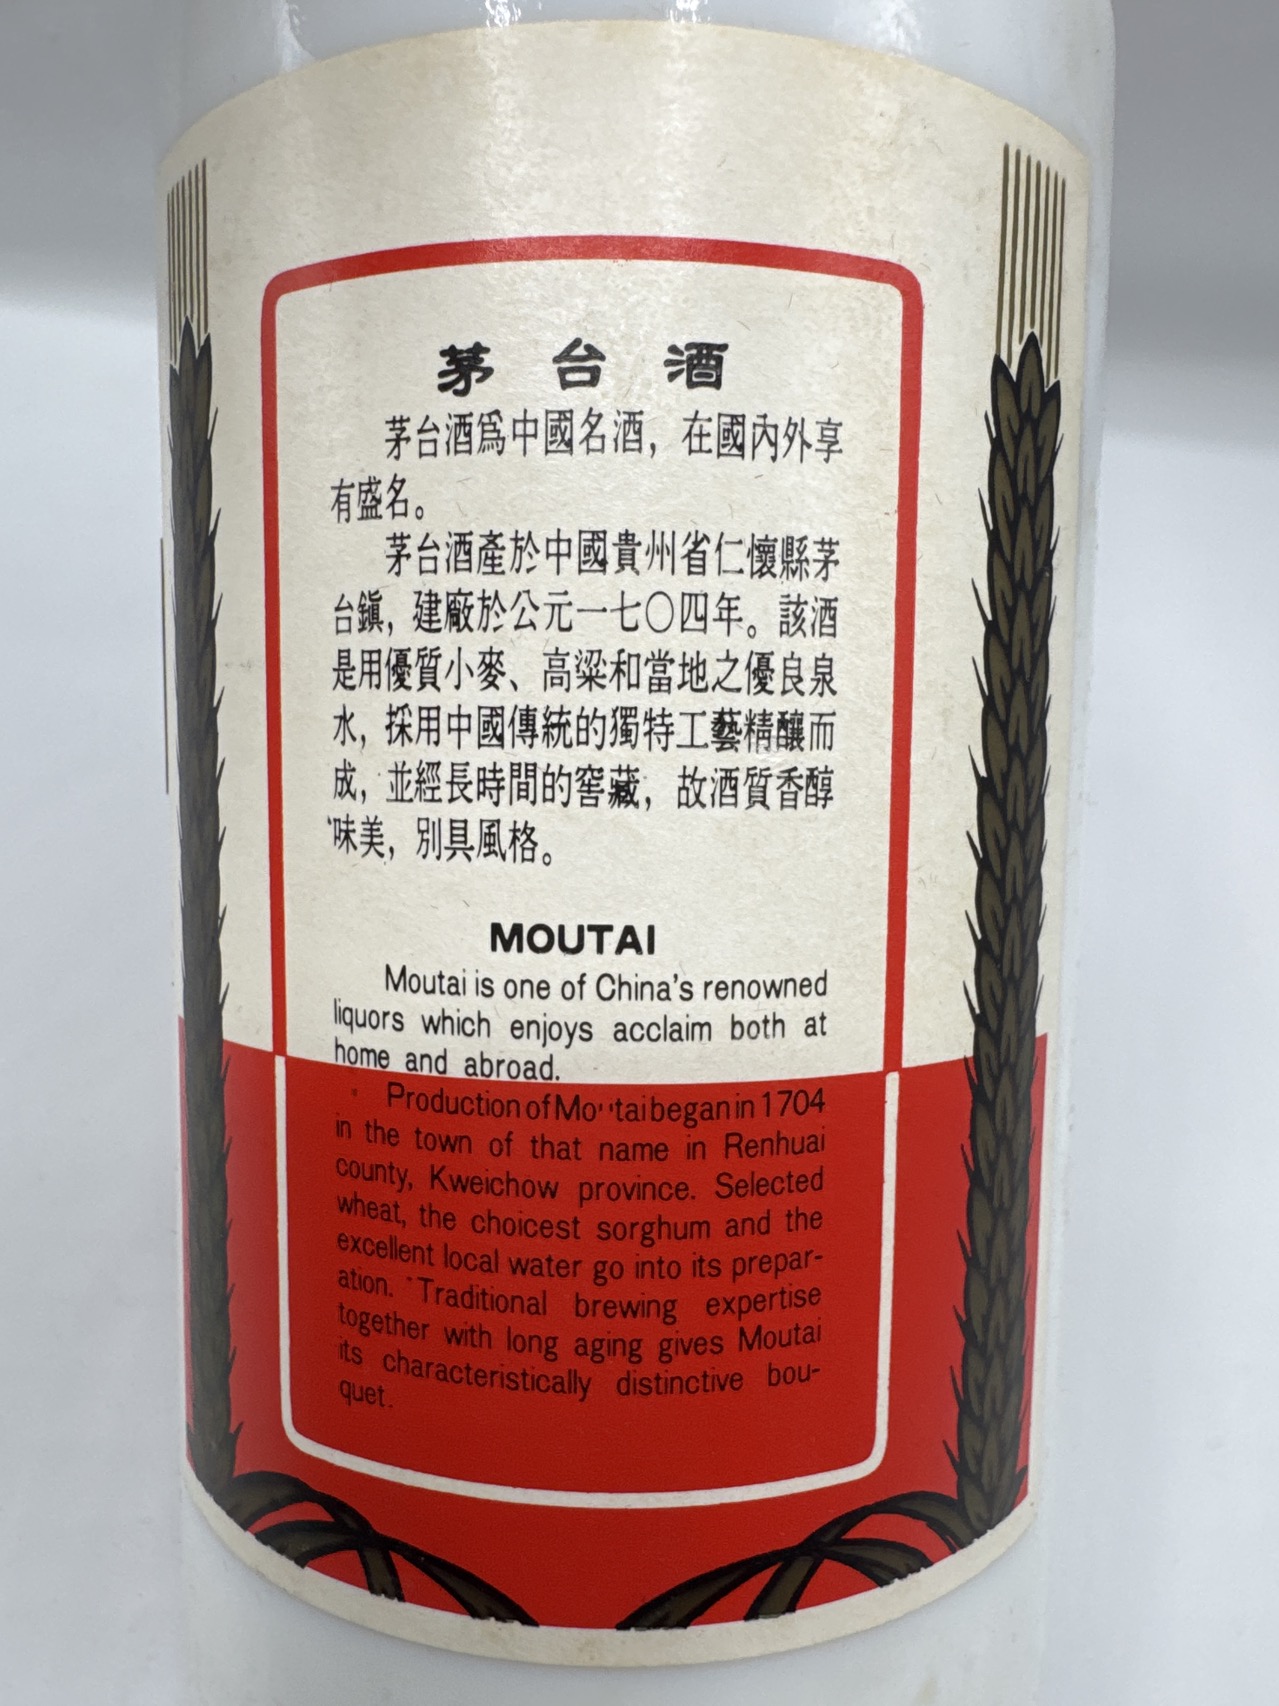 茅台酒
茅台酒爲中國名酒，在國內外享
有盛名。
茅台酒產於中國貴州省仁懷縣茅
台鎭，建廠於公元一七〇四年。該酒
是用優質小麥、高粱和當地之優良泉
水，採用中國傳統的獨特工藝精釀而
成，並經長時間的窖藏，故酒質香醇
味美，別具風格。
MOUTAI
Moutai is one of China's renowned
liquors which enjoys acclaim both at
home and abroad.
Production of Moutai began in 1704
in the town of that name in Renhuai
county, Kweichow province. Selected
wheat, the choicest sorghum and the
excellent local water go into its prepar-
ation. Traditional brewing expertise
together with long aging gives Moutai
its characteristically distinctive bou-
quet.